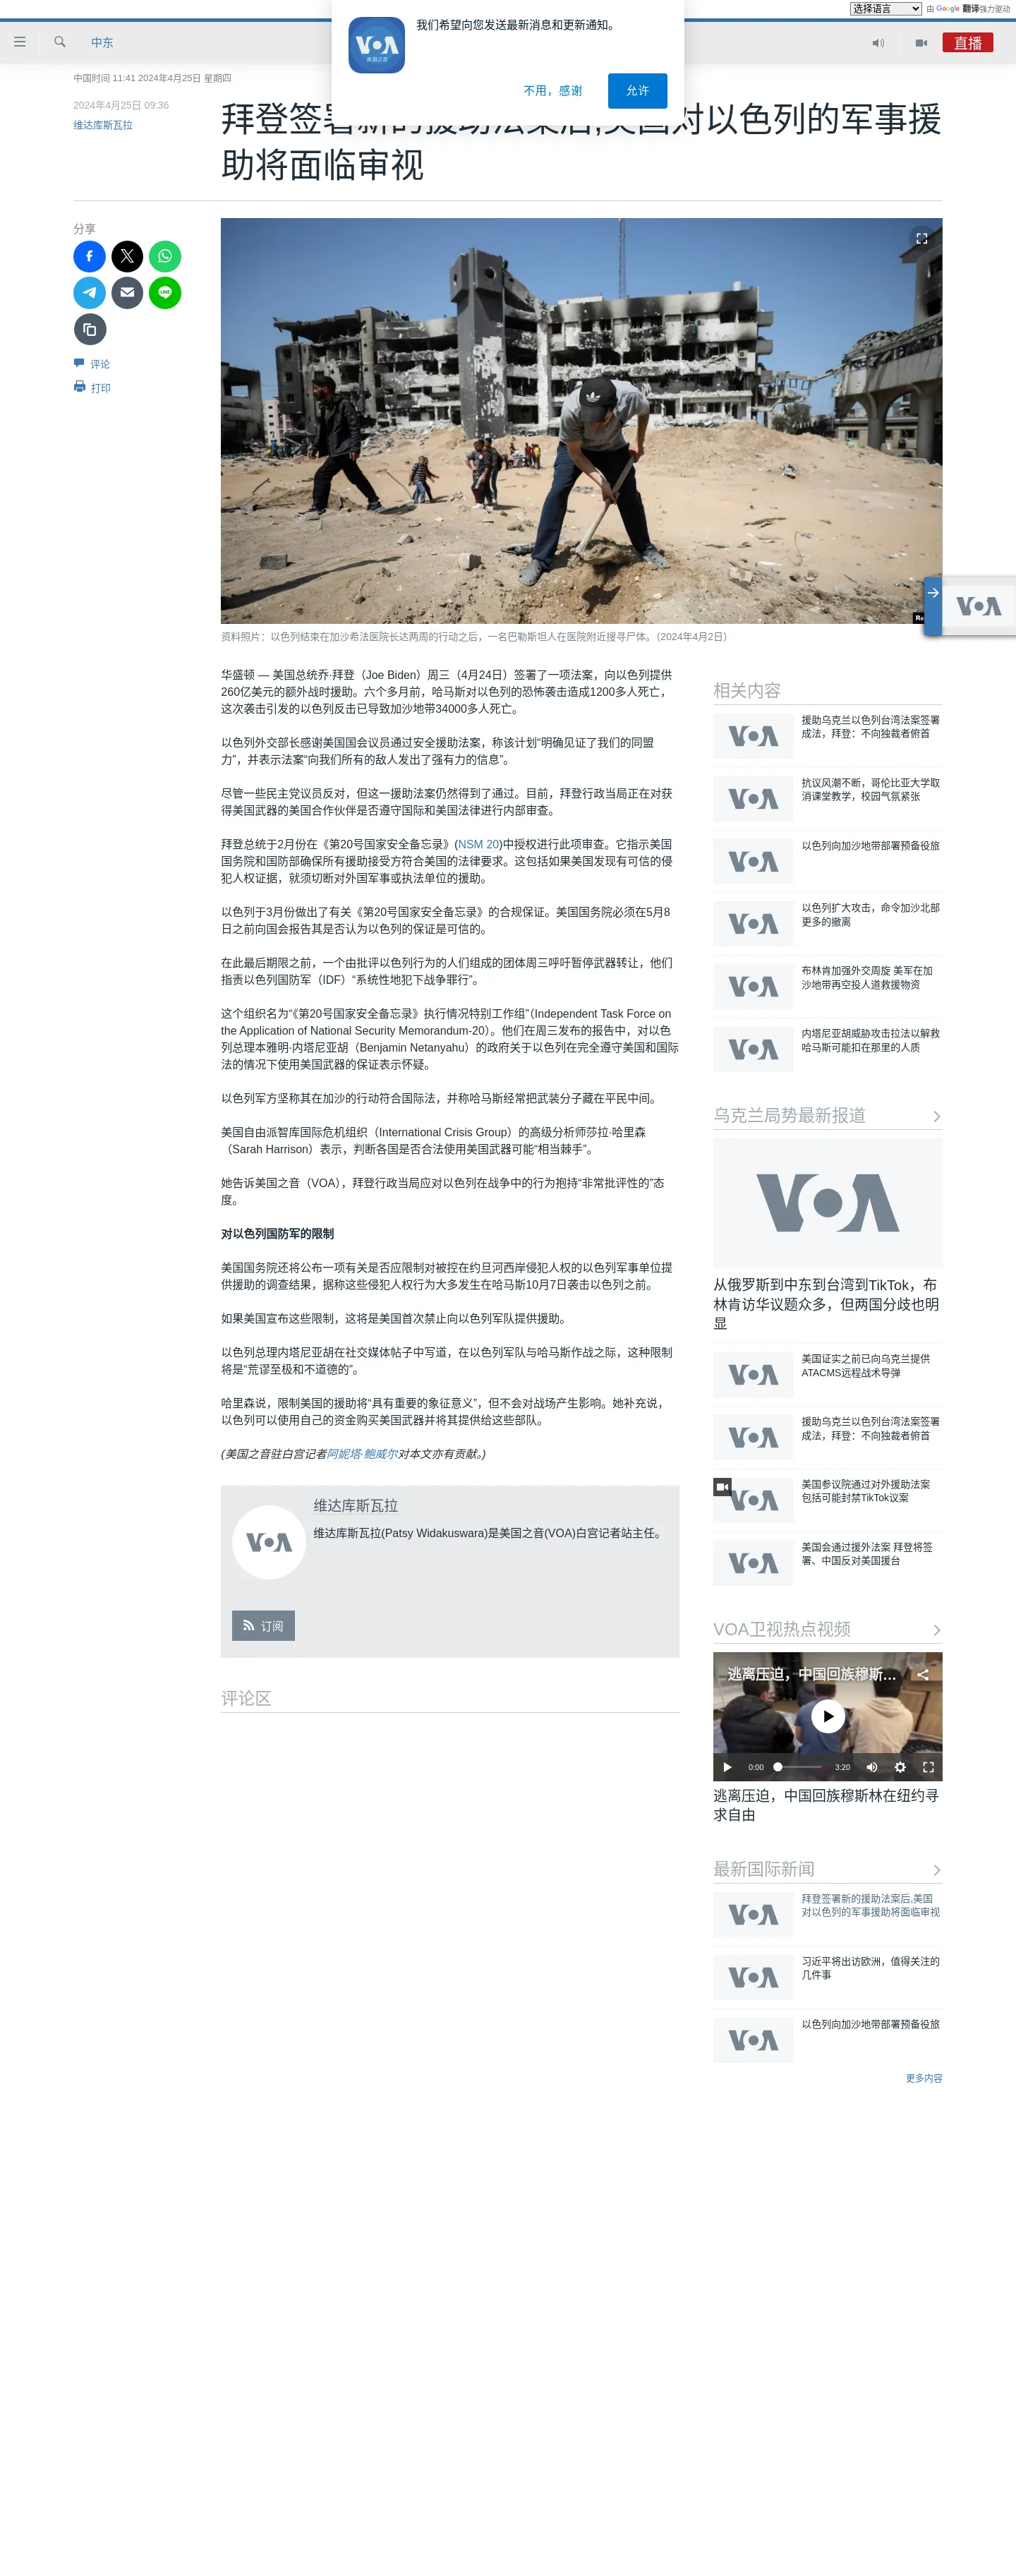 选择语言 由 Google 翻译强力驱动
VOA
美国之音
我们希望向您发送最新消息和更新通知。
不用，感谢
允许
中东
直播
中国时间 11:41 2024年4月25日 星期四
2024年4月25日 09:36
维达库斯瓦拉
拜登签署新的援助法案后,美国对以色列的军事援
助将面临审视
分享
评论
打印
资料照片：以色列结束在加沙希法医院长达两周的行动之后，一名巴勒斯坦人在医院附近搜寻尸体。（2024年4月2日）
VOA
华盛顿 — 美国总统乔·拜登（Joe Biden）周三（4月24日）签署了一项法案，向以色列提供
260亿美元的额外战时援助。六个多月前，哈马斯对以色列的恐怖袭击造成1200多人死亡，
这次袭击引发的以色列反击已导致加沙地带34000多人死亡。
以色列外交部长感谢美国国会议员通过安全援助法案，称该计划“明确见证了我们的同盟
力”，并表示法案“向我们所有的敌人发出了强有力的信息”。
尽管一些民主党议员反对，但这一援助法案仍然得到了通过。目前，拜登行政当局正在对获
得美国武器的美国合作伙伴是否遵守国际和美国法律进行内部审查。
拜登总统于2月份在《第20号国家安全备忘录》(NSM 20)中授权进行此项审查。它指示美国
国务院和国防部确保所有援助接受方符合美国的法律要求。这包括如果美国发现有可信的侵
犯人权证据，就须切断对外国军事或执法单位的援助。
以色列于3月份做出了有关《第20号国家安全备忘录》的合规保证。美国国务院必须在5月8
日之前向国会报告其是否认为以色列的保证是可信的。
在此最后期限之前，一个由批评以色列行为的人们组成的团体周三呼吁暂停武器转让，他们
指责以色列国防军（IDF）“系统性地犯下战争罪行”。
这个组织名为“《第20号国家安全备忘录》执行情况特别工作组”（Independent Task Force on
the Application of National Security Memorandum-20）。他们在周三发布的报告中，对以色
列总理本雅明·内塔尼亚胡（Benjamin Netanyahu）的政府关于以色列在完全遵守美国和国际
法的情况下使用美国武器的保证表示怀疑。
以色列军方坚称其在加沙的行动符合国际法，并称哈马斯经常把武装分子藏在平民中间。
美国自由派智库国际危机组织（International Crisis Group）的高级分析师莎拉·哈里森
（Sarah Harrison）表示，判断各国是否合法使用美国武器可能“相当棘手”。
她告诉美国之音（VOA），拜登行政当局应对以色列在战争中的行为抱持“非常批评性的”态
度。
对以色列国防军的限制
美国国务院还将公布一项有关是否应限制对被控在约旦河西岸侵犯人权的以色列军事单位提
供援助的调查结果，据称这些侵犯人权行为大多发生在哈马斯10月7日袭击以色列之前。
如果美国宣布这些限制，这将是美国首次禁止向以色列军队提供援助。
以色列总理内塔尼亚胡在社交媒体帖子中写道，在以色列军队与哈马斯作战之际，这种限制
将是“荒谬至极和不道德的”。
哈里森说，限制美国的援助将“具有重要的象征意义”，但不会对战场产生影响。她补充说，
以色列可以使用自己的资金购买美国武器并将其提供给这些部队。
(美国之音驻白宫记者阿妮塔·鲍威尔对本文亦有贡献。)
VOA
维达库斯瓦拉
维达库斯瓦拉(Patsy Widakuswara)是美国之音(VOA)白宫记者站主任。
订阅
评论区
相关内容
VOA
援助乌克兰以色列台湾法案签署
成法，拜登：不向独裁者俯首
VOA
抗议风潮不断，哥伦比亚大学取
消课堂教学，校园气氛紧张
VOA
以色列向加沙地带部署预备役旅
VOA
以色列扩大攻击，命令加沙北部
更多的撤离
VOA
布林肯加强外交周旋 美军在加
沙地带再空投人道救援物资
VOA
内塔尼亚胡威胁攻击拉法以解救
哈马斯可能扣在那里的人质
乌克兰局势最新报道
VOA
从俄罗斯到中东到台湾到TikTok，布
林肯访华议题众多，但两国分歧也明
显
VOA
美国证实之前已向乌克兰提供
ATACMS远程战术导弹
VOA
援助乌克兰以色列台湾法案签署
成法，拜登：不向独裁者俯首
VOA
美国参议院通过对外援助法案
包括可能封禁TikTok议案
VOA
美国会通过援外法案 拜登将签
署、中国反对美国援台
VOA卫视热点视频
逃离压迫，中国回族穆斯...
0:00
3:20
逃离压迫，中国回族穆斯林在纽约寻
求自由
最新国际新闻
VOA
拜登签署新的援助法案后,美国
对以色列的军事援助将面临审视
VOA
习近平将出访欧洲，值得关注的
几件事
VOA
以色列向加沙地带部署预备役旅
更多内容